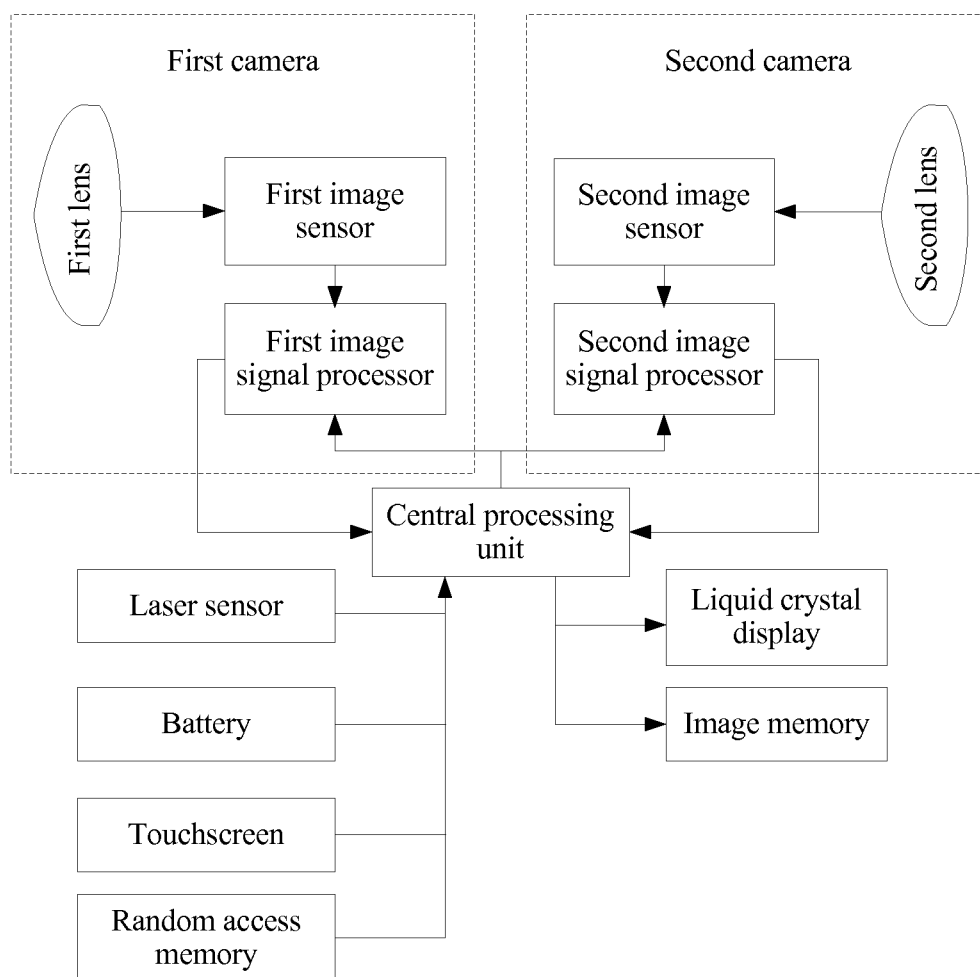 First camera
Second camera
First lens
First image
sensor
Second image
sensor
Second lens
First image
signal processor
Second image
signal processor
Central processing
unit
Laser sensor
Liquid crystal
display
Battery
Image memory
Touchscreen
Random access
memory